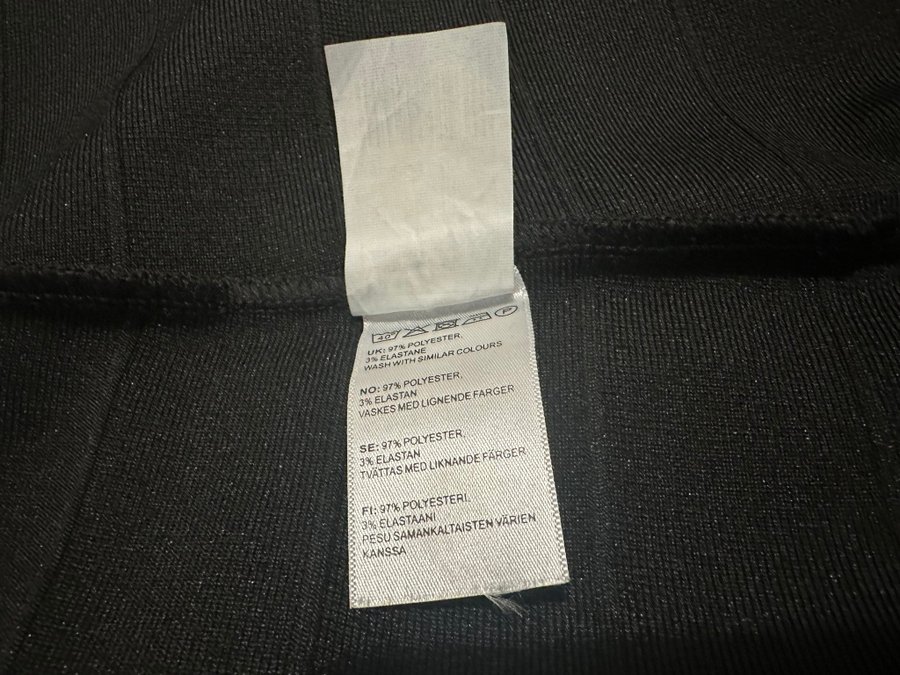 40° P
UK: 97% POLYESTER,
3% ELASTANE
WASH WITH SIMILAR COLOURS
NO: 97% POLYESTER,
3% ELASTAN
VASKES MED LIGNENDE FARGER
SE: 97% POLYESTER,
3% ELASTAN
TVÄTTAS MED LIKNANDE FÄRGER
FI: 97% POLYESTERI,
3% ELASTAANI
PESU SAMANKALTAISTEN VÄRIEN
KANSSA